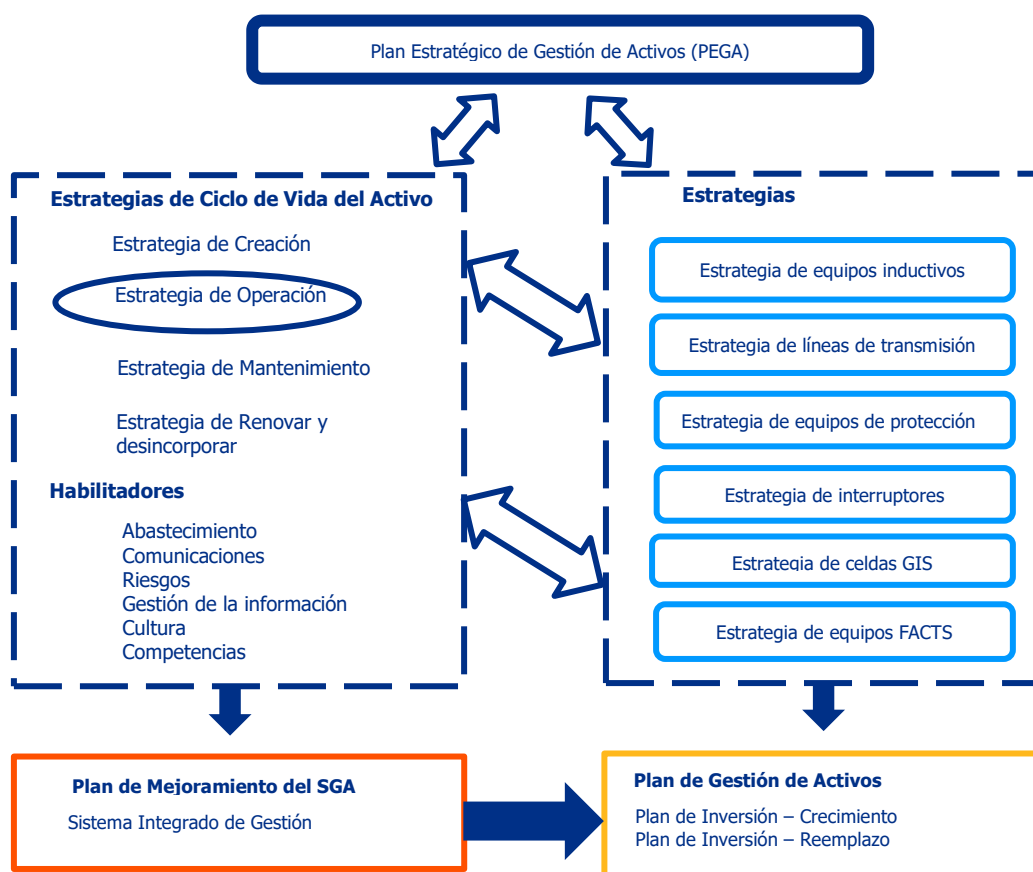 Plan Estratégico de Gestión de Activos (PEGA)
Estrategias de Ciclo de Vida del Activo
Estrategia de Creación
Estrategia de Operación
Estrategia de Mantenimiento
Estrategia de Renovar y
desincorporar
Habilitadores
Abastecimiento
Comunicaciones
Riesgos
Gestión de la información
Cultura
Competencias
Estrategias
Estrategia de equipos inductivos
Estrategia de líneas de transmisión
Estrategia de equipos de protección
Estrategia de interruptores
Estrategia de celdas GIS
Estrategia de equipos FACTS
Plan de Mejoramiento del SGA
Sistema Integrado de Gestión
Plan de Gestión de Activos
Plan de Inversión – Crecimiento
Plan de Inversión – Reemplazo